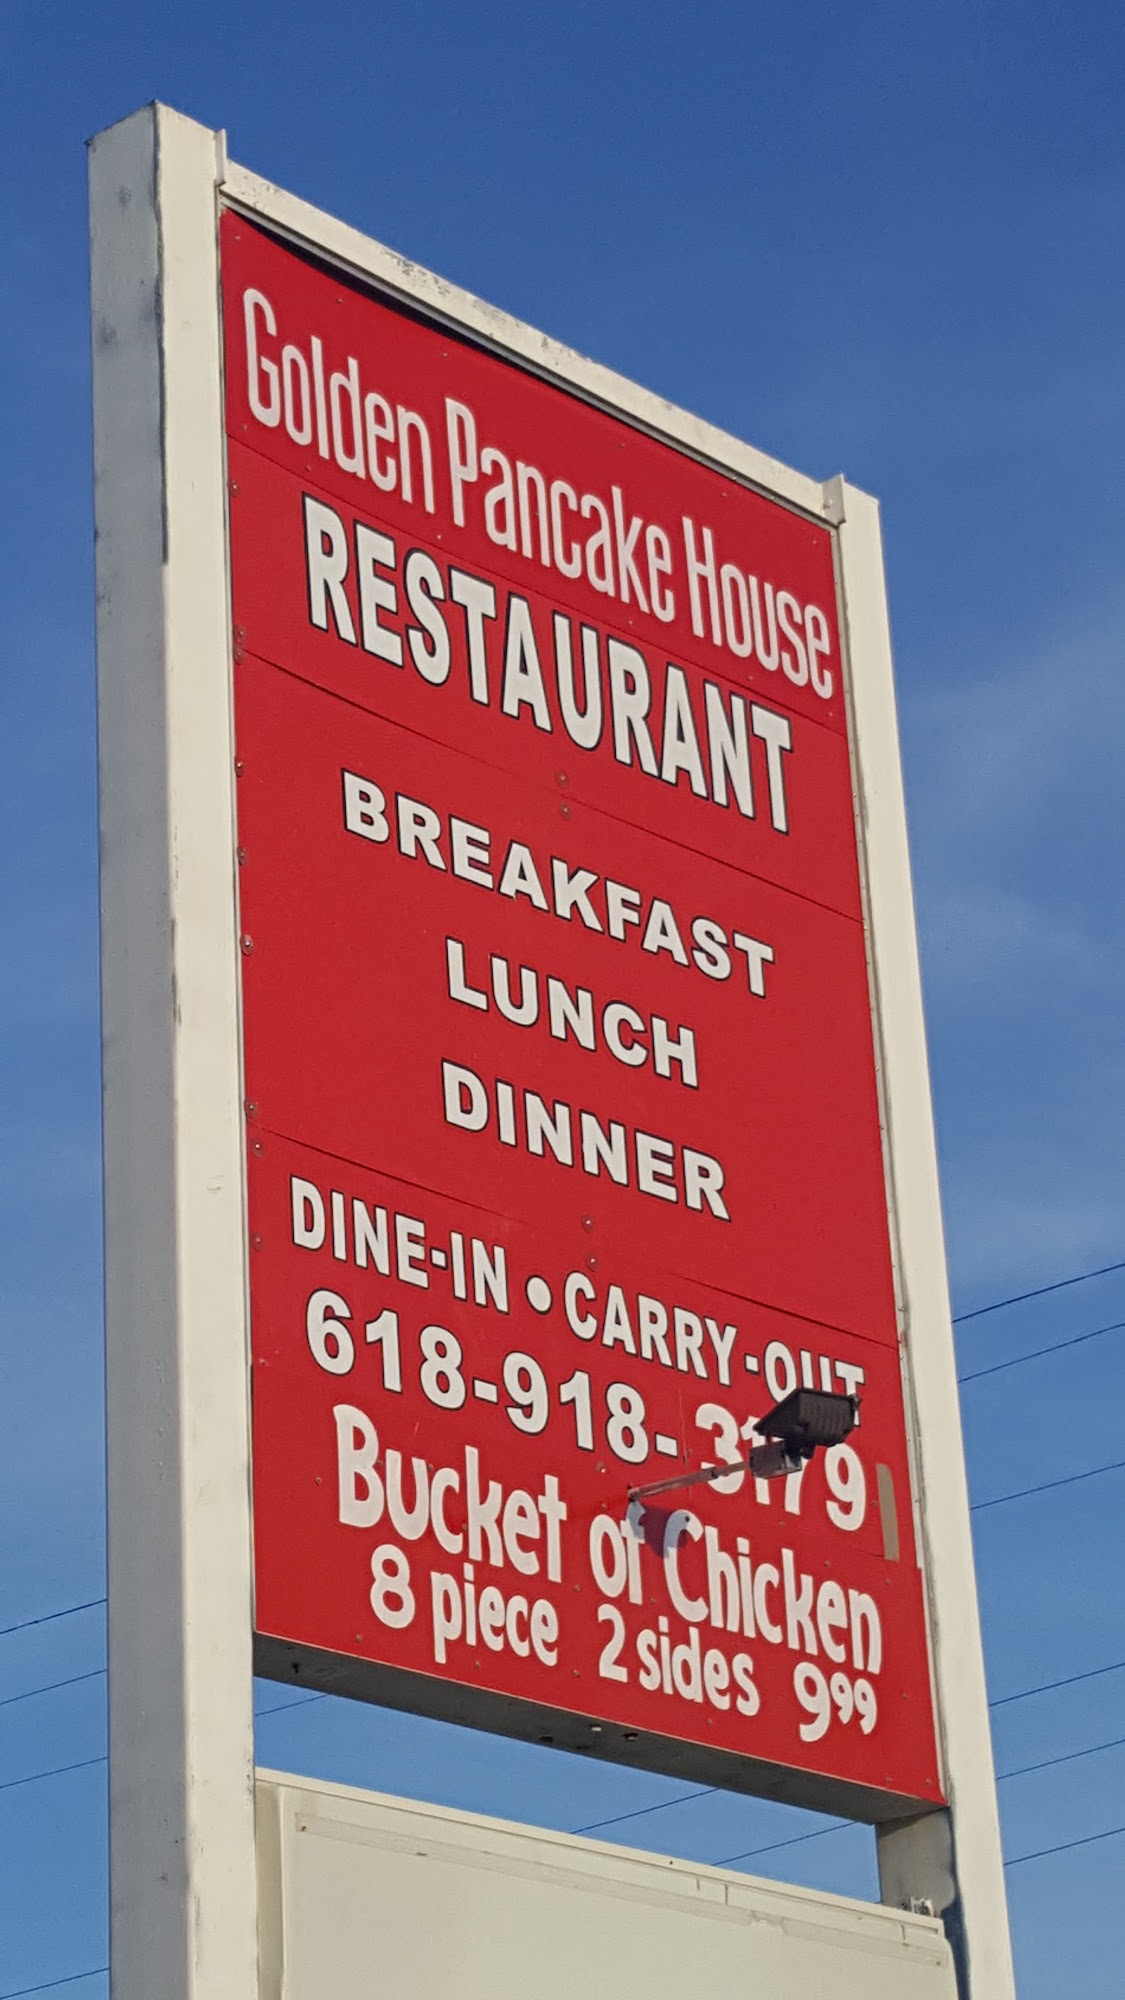 Golden Pancake House
RESTAURANT
BREAKFAST
LUNCH
DINNER
DINE-IN • CARRY-OUT
618-918-3179
Bucket of Chicken
8 piece 2 sides 9⁹⁹